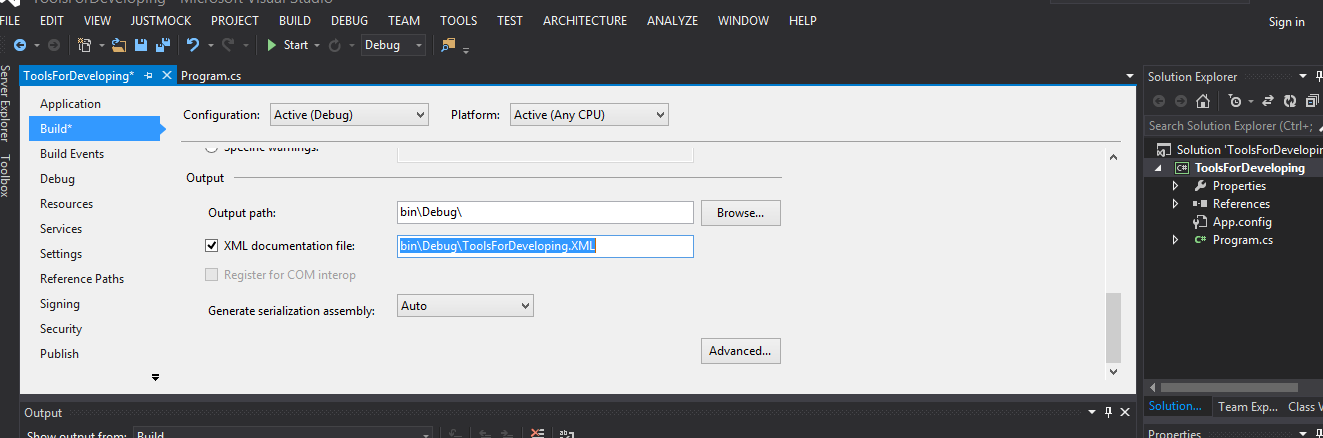 ToolsForDeveloping - Microsoft Visual Studio
FILE EDIT VIEW JUSTMOCK PROJECT BUILD DEBUG TEAM TOOLS TEST ARCHITECTURE ANALYZE WINDOW HELP
Sign in
Start Debug
Server Explorer
Toolbox
ToolsForDeveloping* Program.cs
Application
Build*
Build Events
Debug
Resources
Services
Settings
Reference Paths
Signing
Security
Publish
Configuration: Active (Debug) Platform: Active (Any CPU)
Specific warnings:
Output
Output path: bin\Debug\ Browse...
XML documentation file: bin\Debug\ToolsForDeveloping.XML
Register for COM interop
Generate serialization assembly: Auto
Advanced...
Output
Show output from: Build
Solution Explorer
Search Solution Explorer (Ctrl+;
Solution 'ToolsForDevelopin
C# ToolsForDeveloping
Properties
References
App.config
C# Program.cs
Solution... Team Exp... Class V
Properties